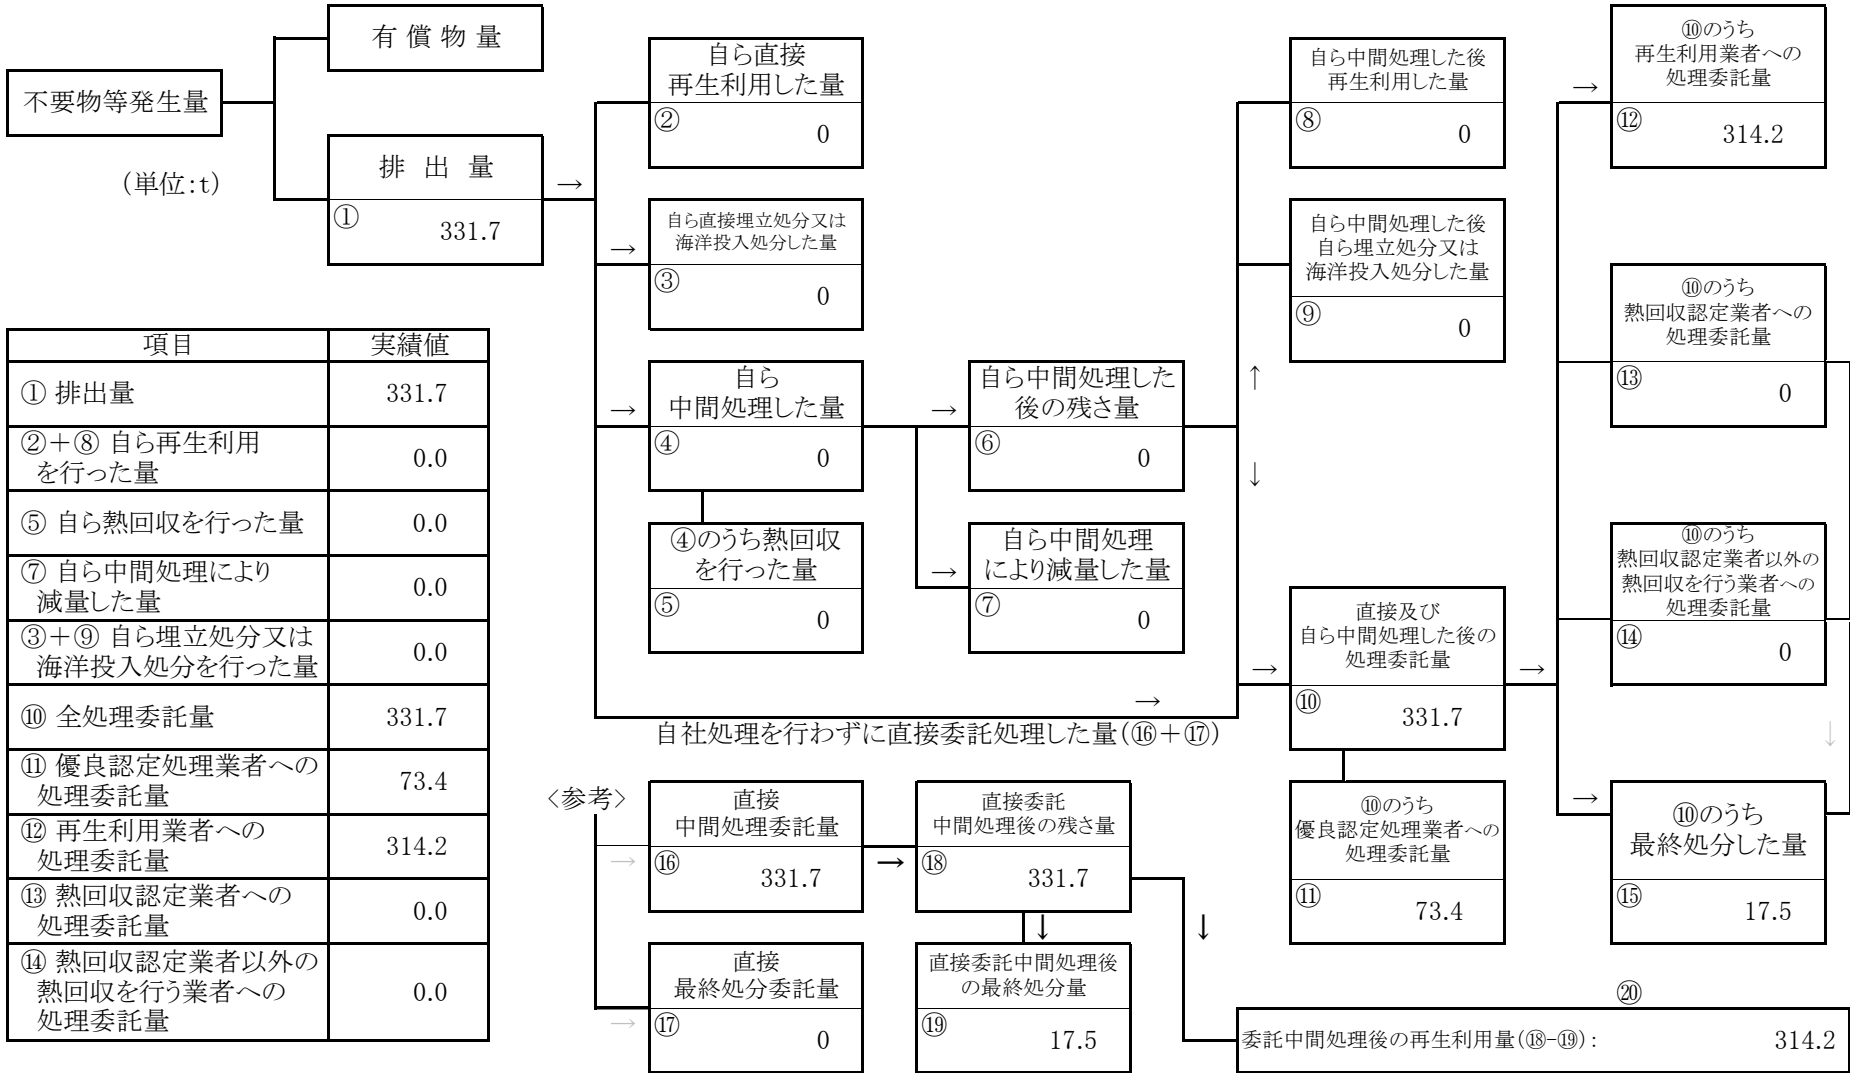 有 償 物 量
不要物等発生量
(単位:t)
排 出 量
①
331.7
→
自ら直接
再生利用した量
②
0
→
自ら直接埋立処分又は
海洋投入処分した量
③
0
→
自ら
中間処理した量
④
0
④のうち熱回収
を行った量
⑤
0
→
自ら中間処理した
後の残さ量
⑥
0
→
自ら中間処理
により減量した量
⑦
0
自ら中間処理した後
再生利用した量
⑧
0
自ら中間処理した後
自ら埋立処分又は
海洋投入処分した量
⑨
0
↑
↓
→
自社処理を行わずに直接委託処理した量(⑯+⑰)
→
直接及び
自ら中間処理した後の
処理委託量
⑩
331.7
⑩のうち
優良認定処理業者への
処理委託量
⑪
73.4
→
→
⑩のうち
再生利用業者への
処理委託量
⑫
314.2
⑩のうち
熱回収認定業者への
処理委託量
⑬
0
⑩のうち
熱回収認定業者以外の
熱回収を行う業者への
処理委託量
⑭
0
↓
→
⑩のうち
最終処分した量
⑮
17.5
項目 実績値
① 排出量 331.7
②+⑧ 自ら再生利用
を行った量 0.0
⑤ 自ら熱回収を行った量 0.0
⑦ 自ら中間処理により
減量した量 0.0
③+⑨ 自ら埋立処分又は
海洋投入処分を行った量 0.0
⑩ 全処理委託量 331.7
⑪ 優良認定処理業者への
処理委託量 73.4
⑫ 再生利用業者への
処理委託量 314.2
⑬ 熱回収認定業者への
処理委託量 0.0
⑭ 熱回収認定業者以外の
熱回収を行う業者への
処理委託量 0.0
<参考>
→
直接
中間処理委託量
⑯
331.7
→
直接委託
中間処理後の残さ量
⑱
331.7
↓
↓
→
直接
最終処分委託量
⑰
0
直接委託中間処理後
の最終処分量
⑲
17.5
⑳
委託中間処理後の再生利用量(⑱-⑲): 314.2